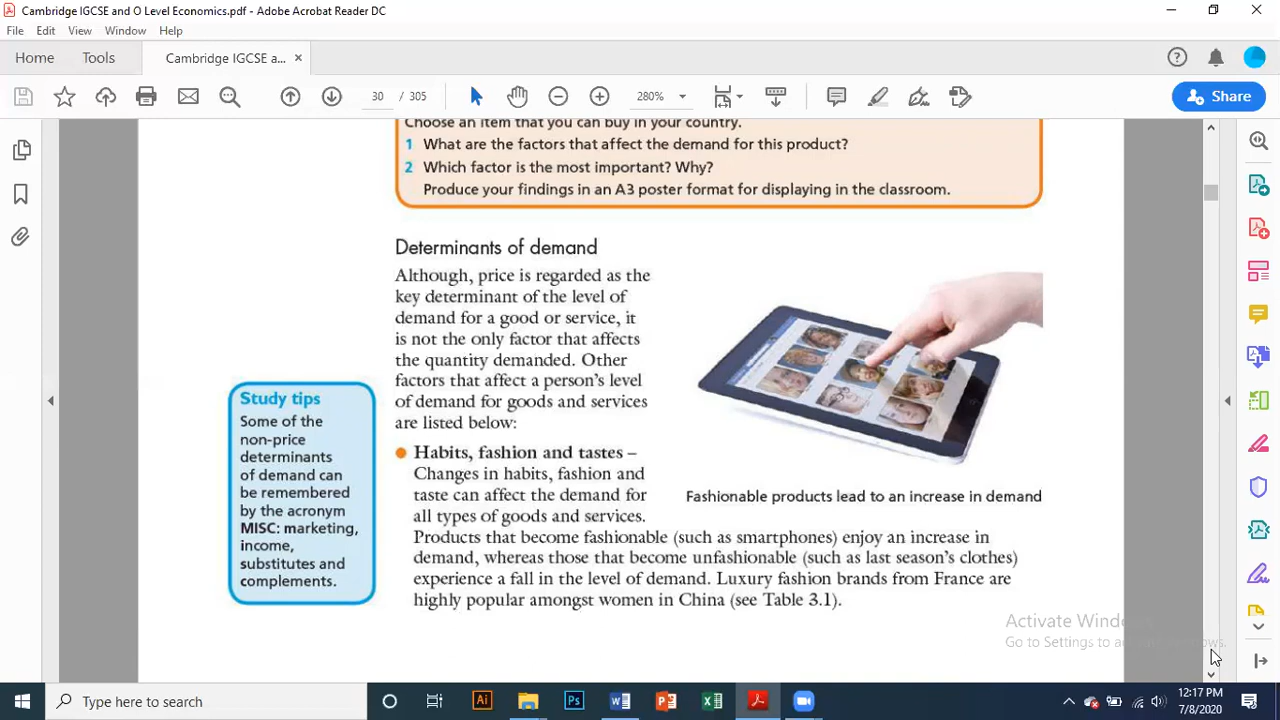 Cambridge IGCSE and O Level Economics.pdf - Adobe Acrobat Reader DC
File Edit View Window Help
Home Tools Cambridge IGCSE and a... ×
30 / 305 280% Share
Choose an item that you can buy in your country.
1 What are the factors that affect the demand for this product?
2 Which factor is the most important? Why?
Produce your findings in an A3 poster format for displaying in the classroom.
Determinants of demand
Although, price is regarded as the
key determinant of the level of
demand for a good or service, it
is not the only factor that affects
the quantity demanded. Other
factors that affect a person's level
of demand for goods and services
are listed below:
Habits, fashion and tastes –
Changes in habits, fashion and
taste can affect the demand for
all types of goods and services.
Products that become fashionable (such as smartphones) enjoy an increase in
demand, whereas those that become unfashionable (such as last season's clothes)
experience a fall in the level of demand. Luxury fashion brands from France are
highly popular amongst women in China (see Table 3.1).
Fashionable products lead to an increase in demand
Study tips
Some of the
non-price
determinants
of demand can
be remembered
by the acronym
MISC: marketing,
income,
substitutes and
complements.
Activate Windows
Go to Settings to activate Windows.
Type here to search
Ai
Ps
12:17 PM
7/8/2020